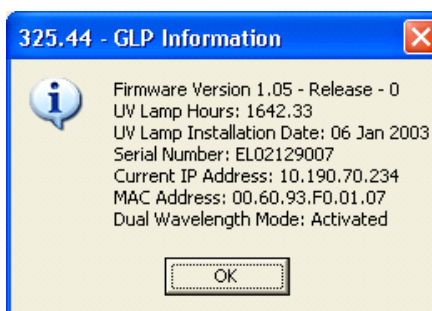 325.44 - GLP Information
Firmware Version 1.05 - Release - 0
UV Lamp Hours: 1642.33
UV Lamp Installation Date: 06 Jan 2003
Serial Number: EL02129007
Current IP Address: 10.190.70.234
MAC Address: 00.60.93.F0.01.07
Dual Wavelength Mode: Activated
OK